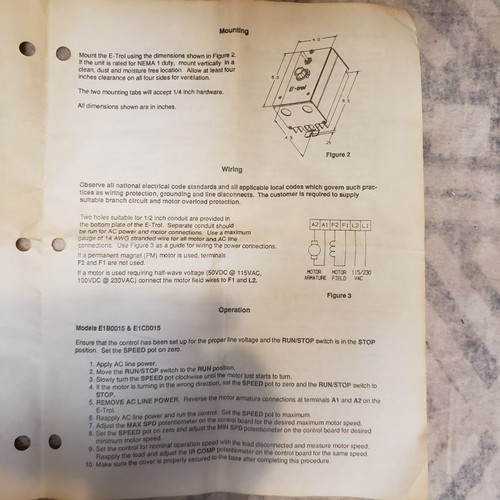 Mounting
Mount the E-Trol using the dimensions shown in Figure 2.
If the unit is rated for NEMA 1 duty, mount vertically in a
clean, dust and moisture free location. Allow at least four
inches clearance on all four sides for ventilation.
The two mounting tabs will accept 1/4 inch hardware.
All dimensions shown are in inches.
E-trol
Figure 2
Wiring
Observe all national electrical code standards and all applicable local codes which govern such prac-
tices as wiring protection, grounding and line disconnects. The customer is required to supply
suitable branch circuit and motor overload protection.
Two holes suitable for 1/2 inch conduit are provided in
the bottom plate of the E-Trol. Separate conduit should
be run for AC power and motor connections. Use a maximum
gauge of 14 AWG stranded wire for all motor and AC line
connections. Use Figure 3 as a guide for wiring the power connections.
If a permanent magnet (PM) motor is used, terminals
F2 and F1 are not used.
If a motor is used requiring half-wave voltage (50VDC @ 115VAC,
100VDC @ 230VAC) connect the motor field wires to F1 and L2.
A2 A1 F2 F1 L2 L1
MOTOR ARMATURE
MOTOR FIELD
115/230 VAC
Figure 3
Operation
Models E1B0015 & E1C0015
Ensure that the control has been set up for the proper line voltage and the RUN/STOP switch is in the STOP
position. Set the SPEED pot on zero.
1. Apply AC line power.
2. Move the RUN/STOP switch to the RUN position.
3. Slowly turn the SPEED pot clockwise until the motor just starts to turn.
4. If the motor is turning in the wrong direction, set the SPEED pot to zero and the RUN/STOP switch to
STOP.
5. REMOVE AC LINE POWER. Reverse the motor armature connections at terminals A1 and A2 on the
E-Trol.
6. Reapply AC line power and run the control. Set the SPEED pot to maximum.
7. Adjust the MAX SPD potentiometer on the control board for the desired maximum motor speed.
8. Set the SPEED pot on zero and adjust the MIN SPD potentiometer on the control board for desired
minimum motor speed.
9. Set the control for nominal operation speed with the load disconnected and measure motor speed.
Reapply the load and adjust the IR COMP potentiometer on the control board for the same speed.
10. Make sure the cover is properly secured to the base after completing this procedure.